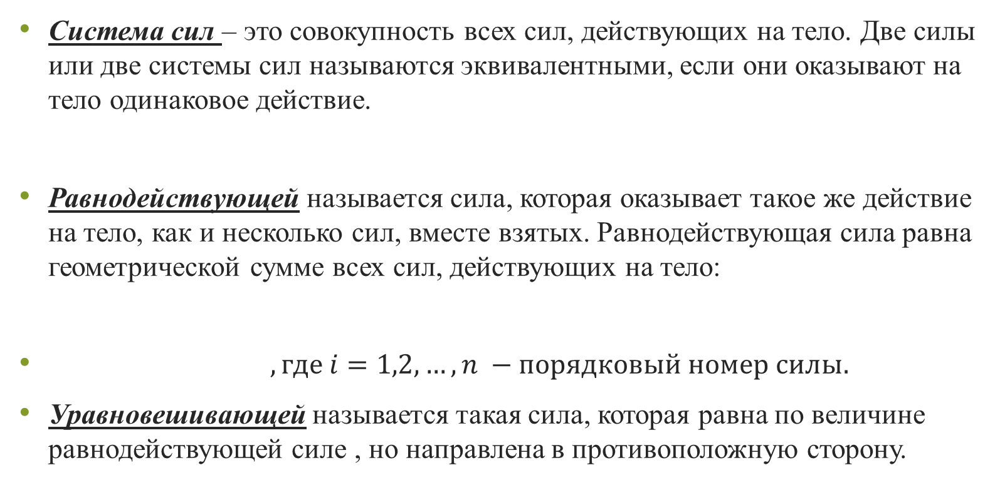 • Система сил – это совокупность всех сил, действующих на тело. Две силы
или две системы сил называются эквивалентными, если они оказывают на
тело одинаковое действие.
• Равнодействующей называется сила, которая оказывает такое же действие
на тело, как и несколько сил, вместе взятых. Равнодействующая сила равна
геометрической сумме всех сил, действующих на тело:
• , где i = 1,2, … , n − порядковый номер силы.
• Уравновешивающей называется такая сила, которая равна по величине
равнодействующей силе , но направлена в противоположную сторону.